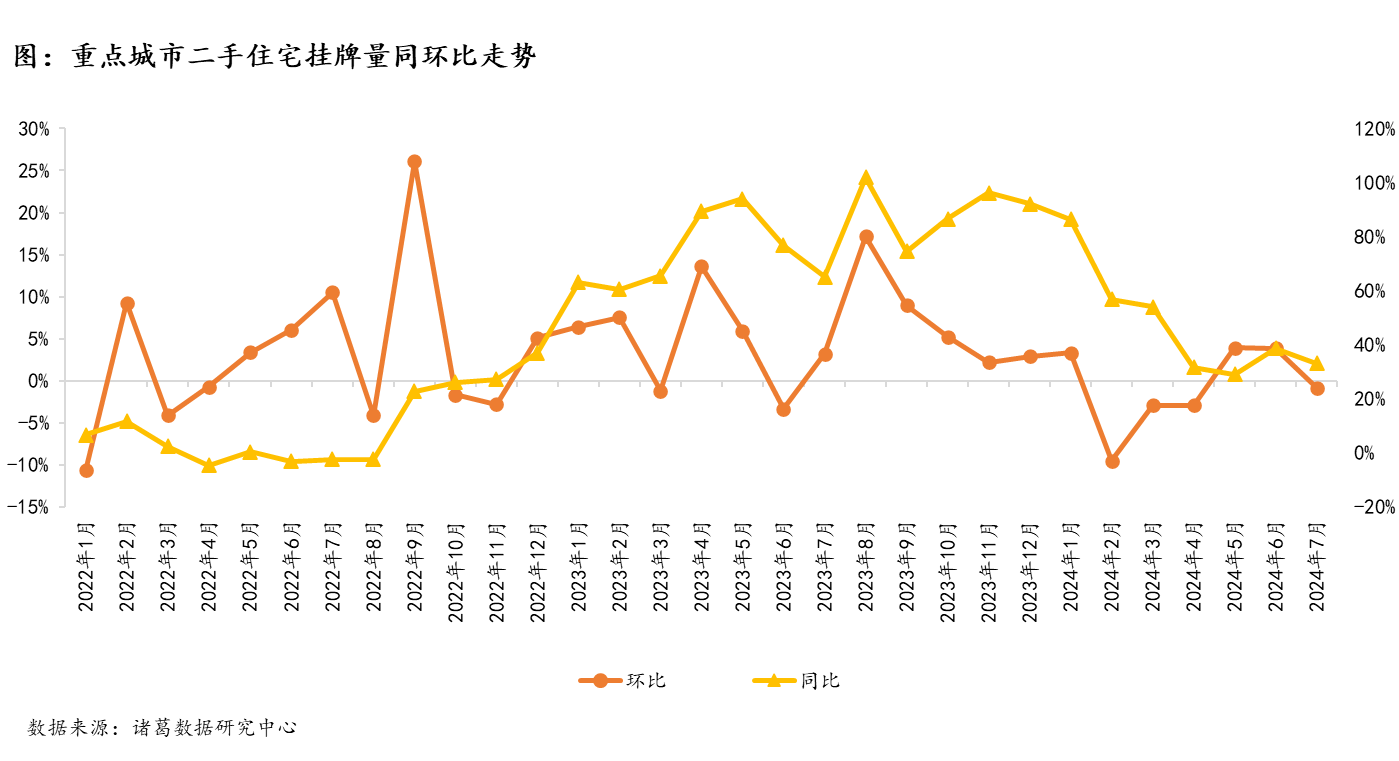 图：重点城市二手住宅挂牌量同环比走势
30%
25%
20%
15%
10%
5%
0%
-5%
-10%
-15%
120%
100%
80%
60%
40%
20%
0%
-20%
2022年1月
2022年2月
2022年3月
2022年4月
2022年5月
2022年6月
2022年7月
2022年8月
2022年9月
2022年10月
2022年11月
2022年12月
2023年1月
2023年2月
2023年3月
2023年4月
2023年5月
2023年6月
2023年7月
2023年8月
2023年9月
2023年10月
2023年11月
2023年12月
2024年1月
2024年2月
2024年3月
2024年4月
2024年5月
2024年6月
2024年7月
环比
同比
数据来源：诸葛数据研究中心